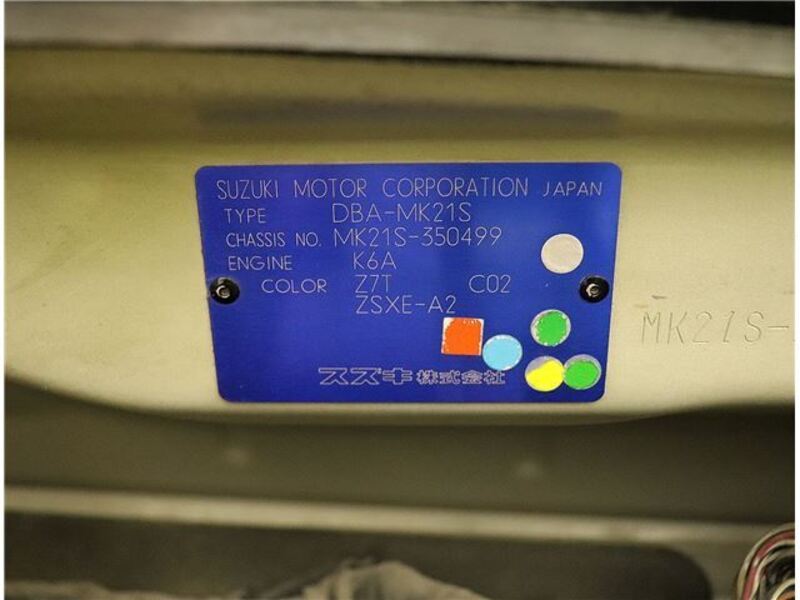 SUZUKI MOTOR CORPORATION JAPAN
TYPE DBA-MK21S
CHASSIS NO. MK21S-350499
ENGINE K6A
COLOR Z7T C02
ZSXE-A2
スズキ株式会社
MK21S-